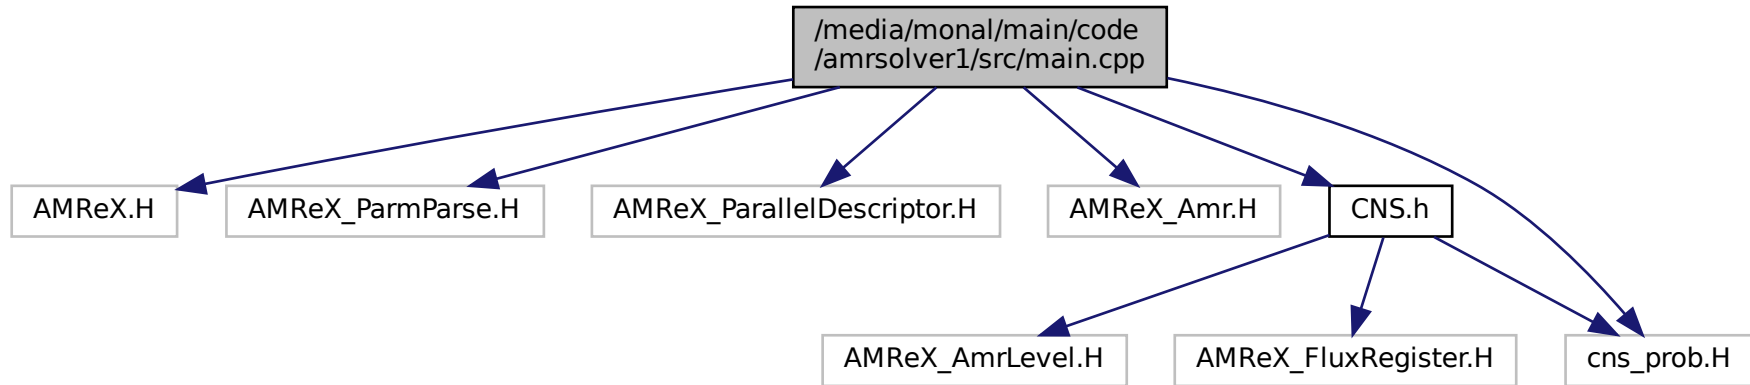 /media/monal/main/code
/amrsolver1/src/main.cpp
AMReX.H
AMReX_ParmParse.H
AMReX_ParallelDescriptor.H
AMReX_Amr.H
CNS.h
AMReX_AmrLevel.H
AMReX_FluxRegister.H
cns_prob.H